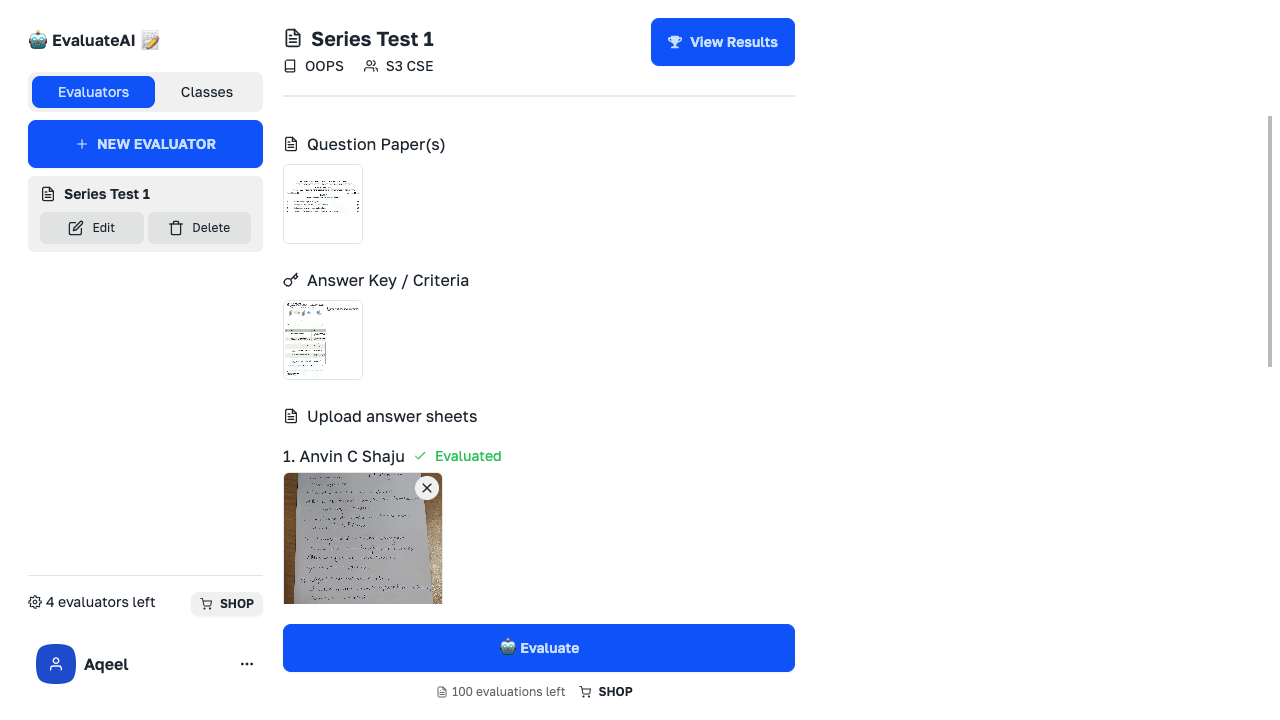 EvaluateAI
Evaluators
Classes
NEW EVALUATOR
Series Test 1
Edit
Delete
4 evaluators left
SHOP
Aqeel
Series Test 1
OOPS
S3 CSE
View Results
Question Paper(s)
Answer Key / Criteria
Upload answer sheets
1. Anvin C Shaju
Evaluated
Evaluate
100 evaluations left
SHOP